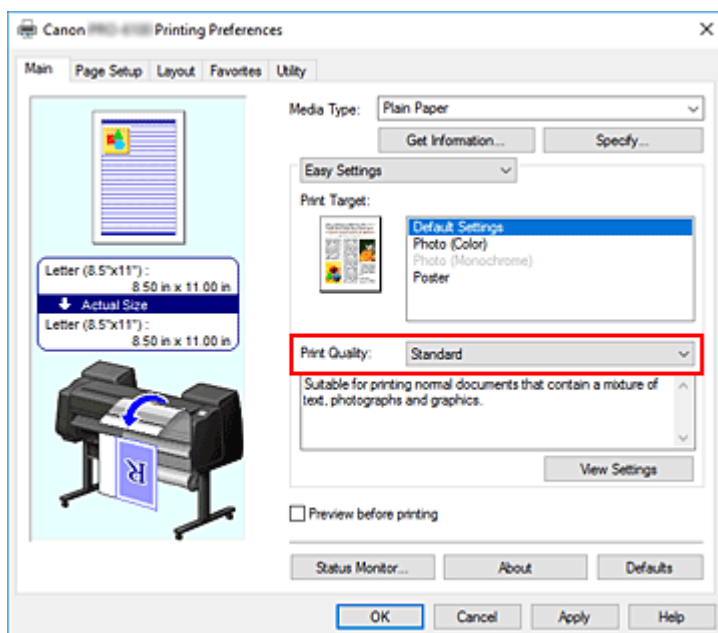 Canon Printing Preferences
Main Page Setup Layout Favorites Utility
Media Type: Plain Paper
Get Information... Specify...
Easy Settings
Print Target:
Default Settings
Photo (Color)
Photo (Monochrome)
Poster
Letter (8.5"x11") :
8.50 in x 11.00 in
Actual Size
Letter (8.5"x11") :
8.50 in x 11.00 in
R
Print Quality: Standard
Suitable for printing normal documents that contain a mixture of
text, photographs and graphics.
View Settings
Preview before printing
Status Monitor... About Defaults
OK Cancel Apply Help